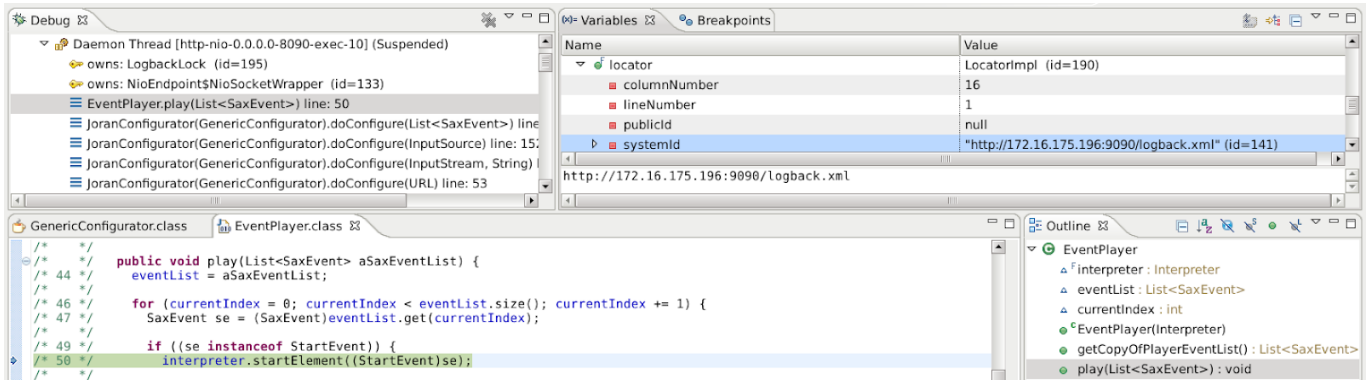 Debug
Daemon Thread [http-nio-0.0.0.0-8090-exec-10] (Suspended)
owns: LogbackLock (id=195)
owns: NioEndpoint$NioSocketWrapper (id=133)
EventPlayer.play(List<SaxEvent>) line: 50
JoranConfigurator(GenericConfigurator).doConfigure(List<SaxEvent>) line
JoranConfigurator(GenericConfigurator).doConfigure(InputSource) line: 152
JoranConfigurator(GenericConfigurator).doConfigure(InputStream, String) l
JoranConfigurator(GenericConfigurator).doConfigure(URL) line: 53
(x)= Variables
Breakpoints
Name Value
locator LocatorImpl (id=190)
columnNumber 16
lineNumber 1
publicId null
systemId "http://172.16.175.196:9090/logback.xml" (id=141)
http://172.16.175.196:9090/logback.xml
GenericConfigurator.class
EventPlayer.class
/* */
/* */ public void play(List<SaxEvent> aSaxEventList) {
/* 44 */ eventList = aSaxEventList;
/* */
/* 46 */ for (currentIndex = 0; currentIndex < eventList.size(); currentIndex += 1) {
/* 47 */ SaxEvent se = (SaxEvent)eventList.get(currentIndex);
/* */
/* 49 */ if ((se instanceof StartEvent)) {
/* 50 */ interpreter.startElement((StartEvent)se);
/* */
Outline
EventPlayer
F interpreter : Interpreter
eventList : List<SaxEvent>
currentIndex : int
C EventPlayer(Interpreter)
getCopyOfPlayerEventList() : List<SaxEvent>
play(List<SaxEvent>) : void